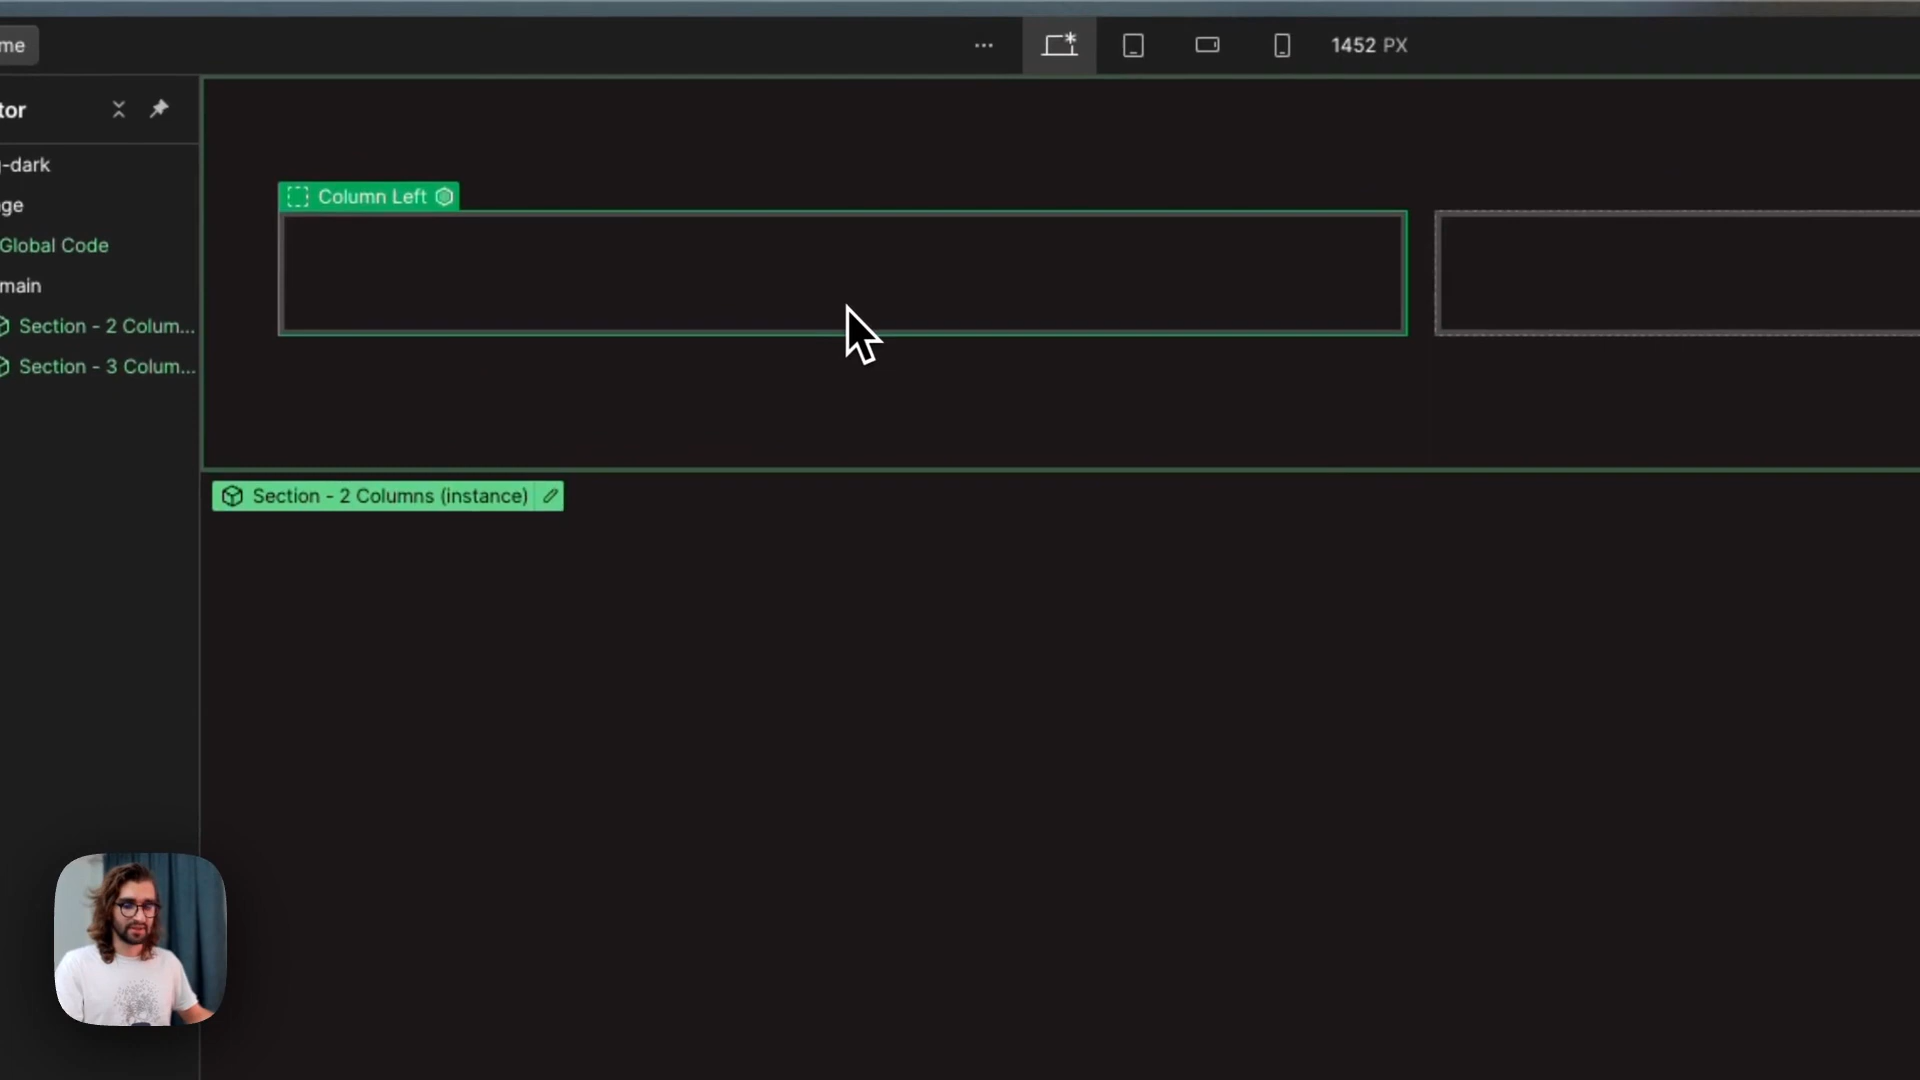 me
1452 PX
tor
-dark
ge
Global Code
main
Section - 2 Colum...
Section - 3 Colum...
Column Left
Section - 2 Columns (instance)